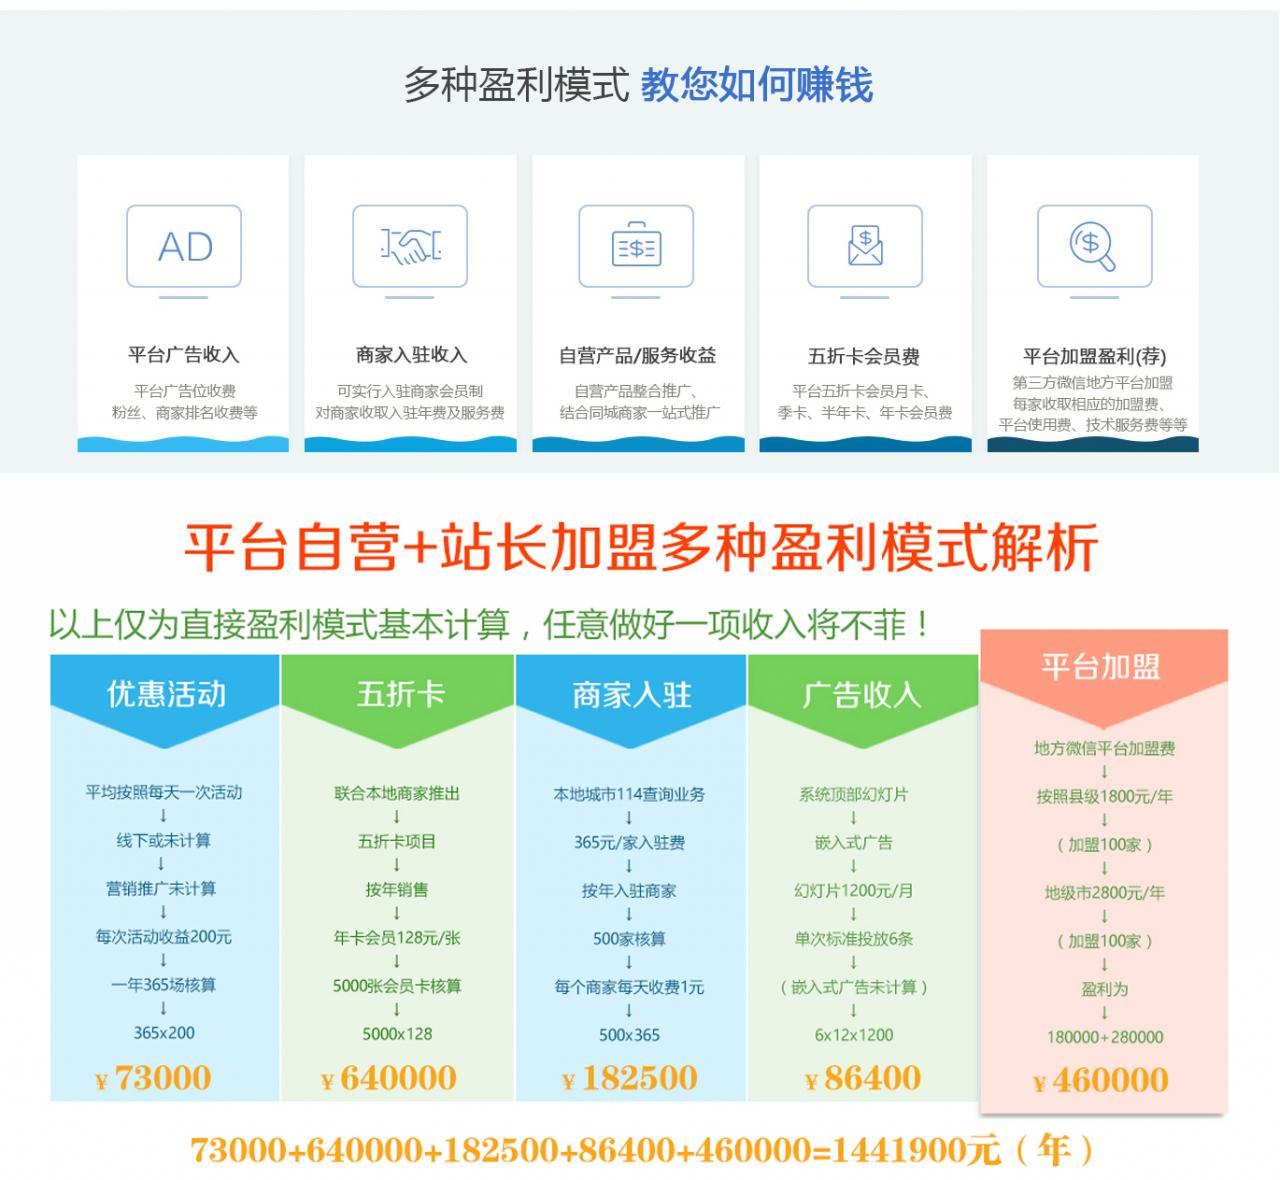 多种盈利模式 教您如何赚钱
AD
平台广告收入
平台广告位收费
粉丝、商家排名收费等
商家入驻收入
可实行入驻商家会员制
对商家收取入驻年费及服务费
$
自营产品/服务收益
自营产品整合推广、
结合同城商家一站式推广
$
五折卡会员费
平台五折卡会员月卡、
季卡、半年卡、年卡会员费
$
平台加盟盈利(荐)
第三方微信地方平台加盟
每家收取相应的加盟费、
平台使用费、技术服务费等等
平台自营+站长加盟多种盈利模式解析
以上仅为直接盈利模式基本计算，任意做好一项收入将不菲！
优惠活动
平均按照每天一次活动
↓
线下或未计算
↓
营销推广未计算
↓
每次活动收益200元
↓
一年365场核算
↓
365x200
¥ 73000
五折卡
联合本地商家推出
↓
五折卡项目
↓
按年销售
↓
年卡会员128元/张
↓
5000张会员卡核算
↓
5000x128
¥ 640000
商家入驻
本地城市114查询业务
↓
365元/家入驻费
↓
按年入驻商家
↓
500家核算
↓
每个商家每天收费1元
↓
500x365
¥ 182500
广告收入
系统顶部幻灯片
↓
嵌入式广告
↓
幻灯片1200元/月
↓
单次标准投放6条
↓
（嵌入式广告未计算）
↓
6x12x1200
¥ 86400
平台加盟
地方微信平台加盟费
↓
按照县级1800元/年
↓
（加盟100家）
↓
地级市2800元/年
↓
（加盟100家）
↓
盈利为
↓
180000+280000
¥ 460000
73000+640000+182500+86400+460000=1441900元（年）